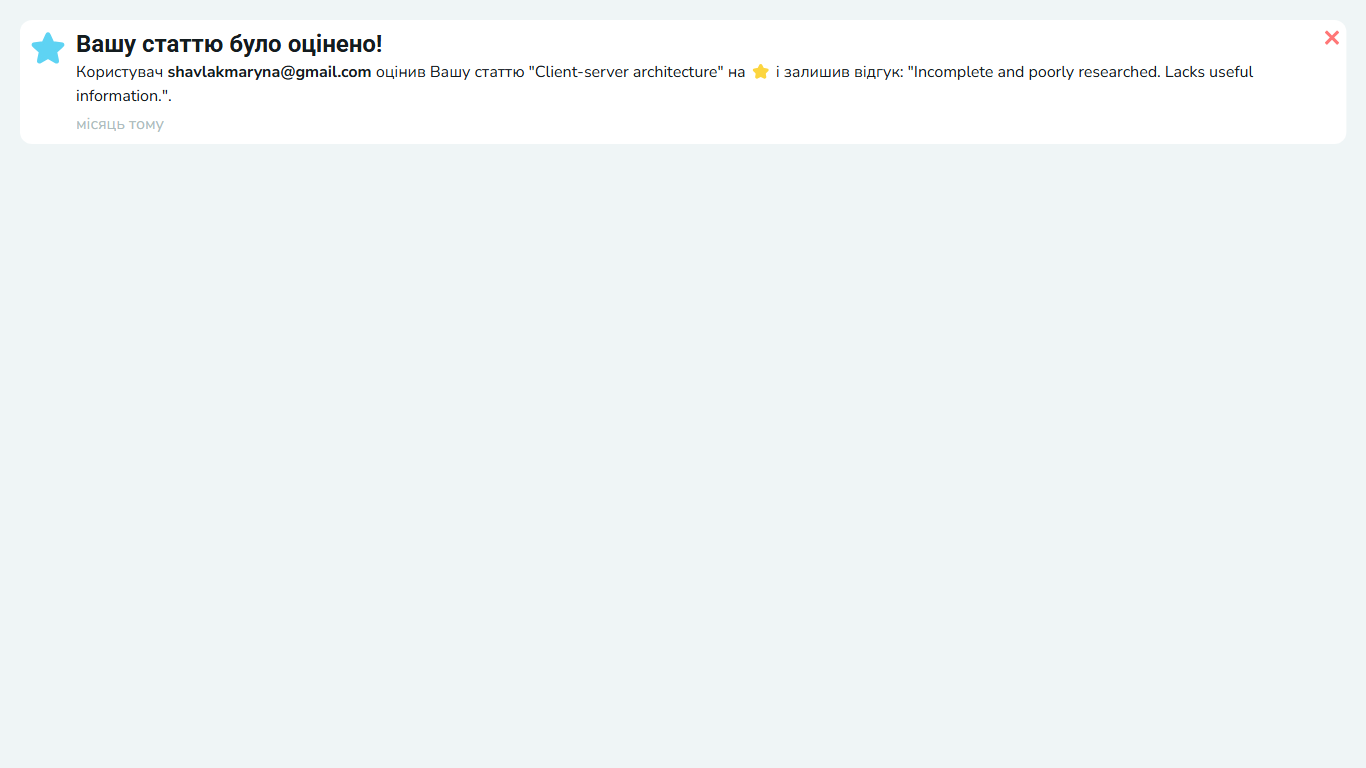 Вашу статтю було оцінено!
Користувач shavlakmaryna@gmail.com оцінив Вашу статтю "Client-server architecture" на ⭐ і залишив відгук: "Incomplete and poorly researched. Lacks useful
information.".
місяць тому